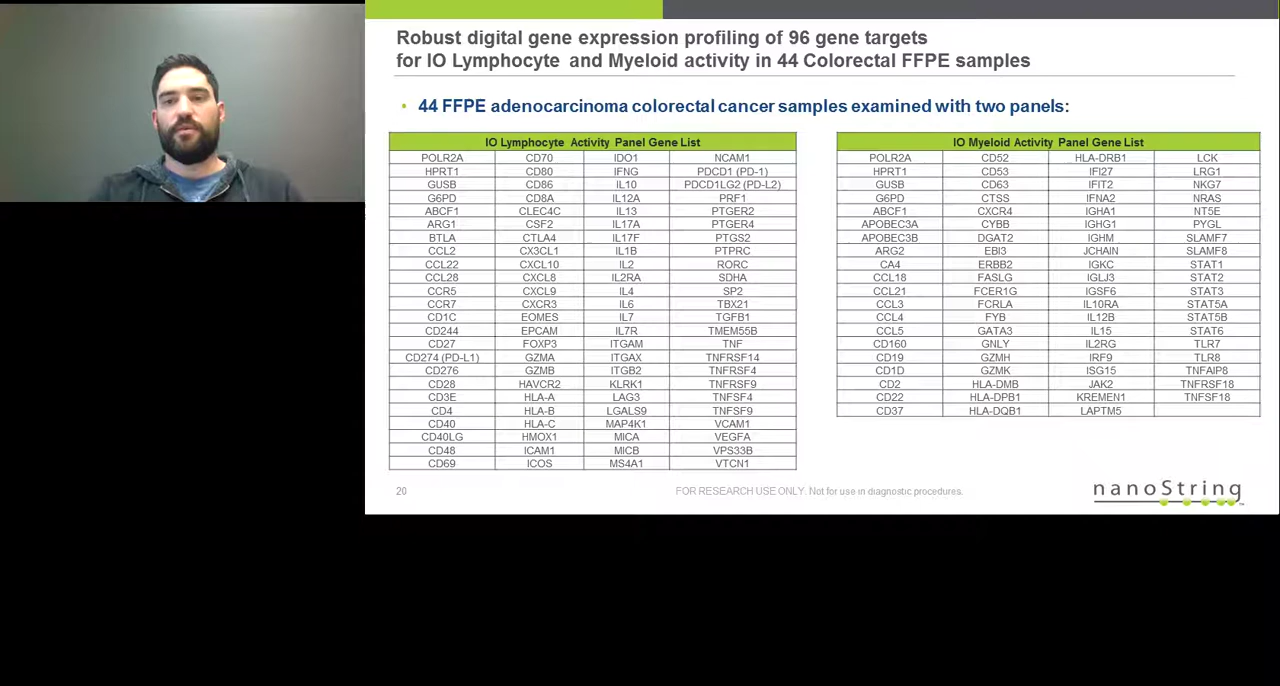 Robust digital gene expression profiling of 96 gene targets
for IO Lymphocyte and Myeloid activity in 44 Colorectal FFPE samples
• 44 FFPE adenocarcinoma colorectal cancer samples examined with two panels:
IO Lymphocyte Activity Panel Gene List
POLR2A CD70 IDO1 NCAM1
HPRT1 CD80 IFNG PDCD1 (PD-1)
GUSB CD86 IL10 PDCD1LG2 (PD-L2)
G6PD CD8A IL12A PRF1
ABCF1 CLEC4C IL13 PTGER2
ARG1 CSF2 IL17A PTGER4
BTLA CTLA4 IL17F PTGS2
CCL2 CX3CL1 IL1B PTPRC
CCL22 CXCL10 IL2 RORC
CCL28 CXCL8 IL2RA SDHA
CCR5 CXCL9 IL4 SP2
CCR7 CXCR3 IL6 TBX21
CD1C EOMES IL7 TGFB1
CD244 EPCAM IL7R TMEM55B
CD27 FOXP3 ITGAM TNF
CD274 (PD-L1) GZMA ITGAX TNFRSF14
CD276 GZMB ITGB2 TNFRSF4
CD28 HAVCR2 KLRK1 TNFRSF9
CD3E HLA-A LAG3 TNFSF4
CD4 HLA-B LGALS9 TNFSF9
CD40 HLA-C MAP4K1 VCAM1
CD40LG HMOX1 MICA VEGFA
CD48 ICAM1 MICB VPS33B
CD69 ICOS MS4A1 VTCN1
IO Myeloid Activity Panel Gene List
POLR2A CD52 HLA-DRB1 LCK
HPRT1 CD53 IFI27 LRG1
GUSB CD63 IFIT2 NKG7
G6PD CTSS IFNA2 NRAS
ABCF1 CXCR4 IGHA1 NT5E
APOBEC3A CYBB IGHG1 PYGL
APOBEC3B DGAT2 IGHM SLAMF7
ARG2 EBI3 JCHAIN SLAMF8
CA4 ERBB2 IGKC STAT1
CCL18 FASLG IGLJ3 STAT2
CCL21 FCER1G IGSF6 STAT3
CCL3 FCRLA IL10RA STAT5A
CCL4 FYB IL12B STAT5B
CCL5 GATA3 IL15 STAT6
CD160 GNLY IL2RG TLR7
CD19 GZMH IRF9 TLR8
CD1D GZMK ISG15 TNFAIP8
CD2 HLA-DMB JAK2 TNFRSF18
CD22 HLA-DPB1 KREMEN1 TNFSF18
CD37 HLA-DQB1 LAPTM5
20
FOR RESEARCH USE ONLY. Not for use in diagnostic procedures.
nanoString